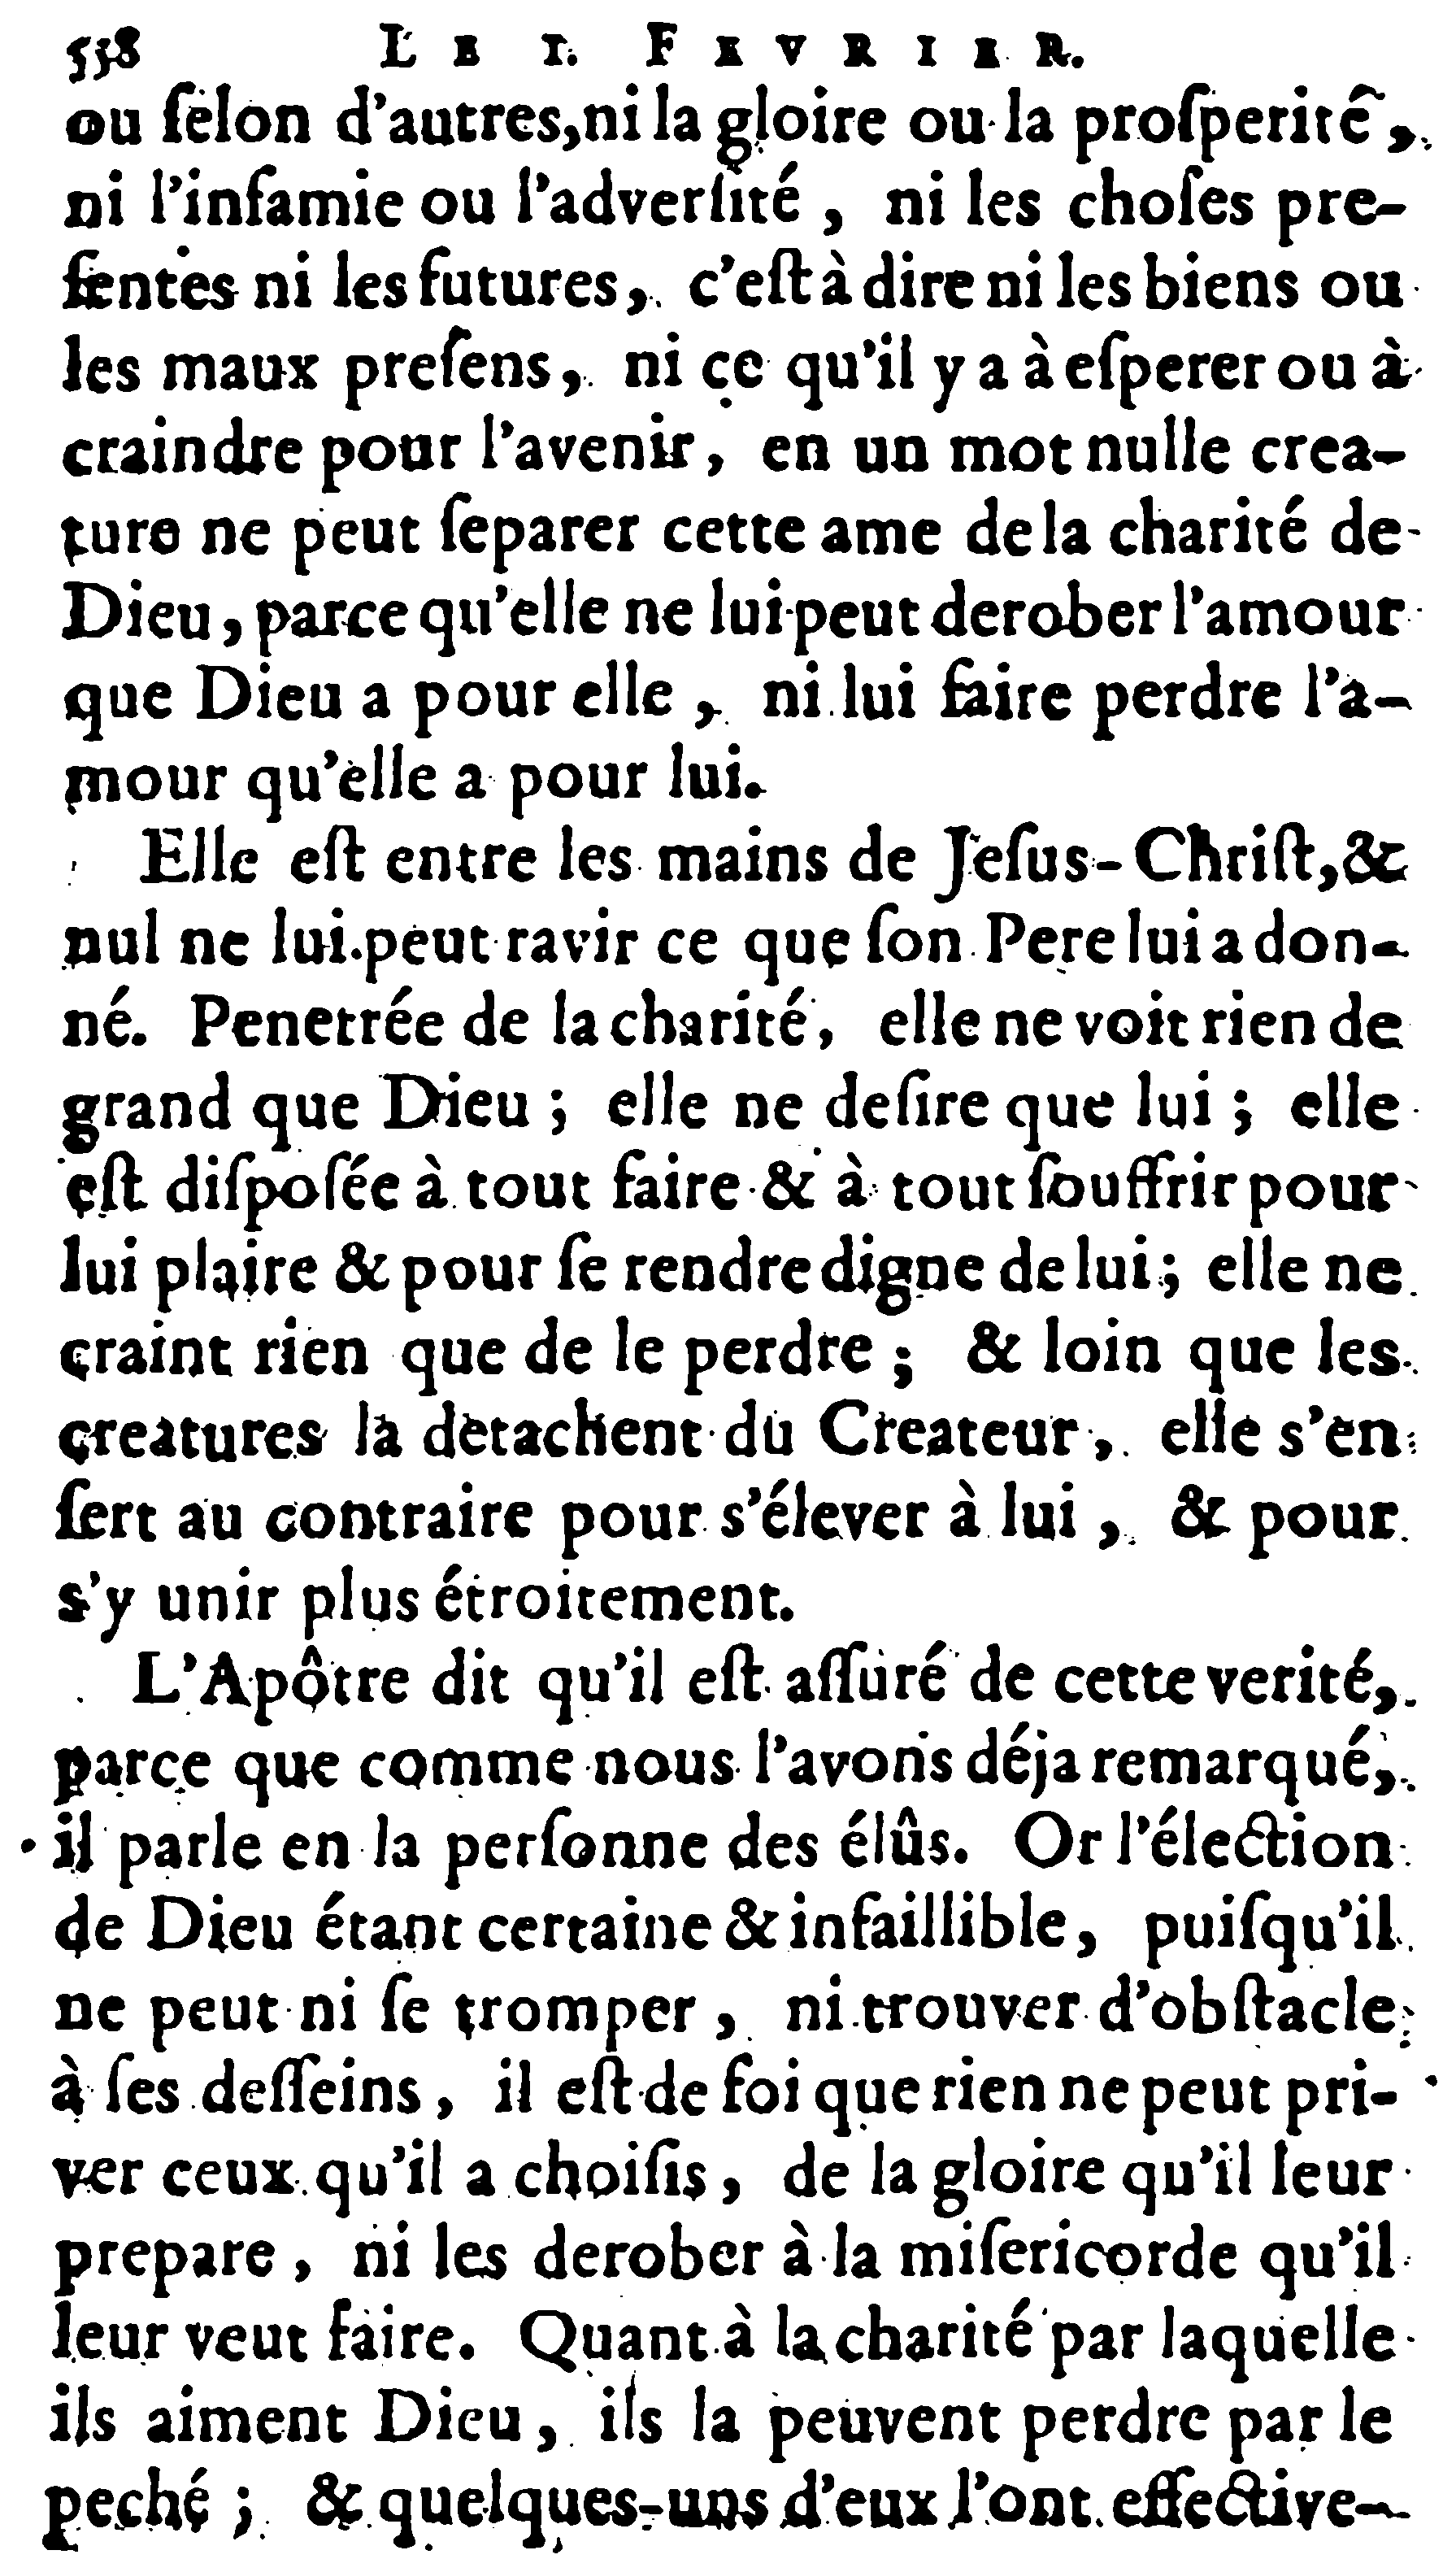 538 LE I. FEVRIER.
ou ſelon d'autres, ni la gloire ou la proſperité,
ni l'infamie ou l'adverſité, ni les choſes pre-
ſentes ni les futures, c'eſt à dire ni les biens ou
les maux preſens, ni ce qu'il y a à eſperer ou à
craindre pour l'avenir, en un mot nulle crea-
ture ne peut ſeparer cette ame de la charité de
Dieu, parce qu'elle ne lui peut derober l'amour
que Dieu a pour elle, ni lui faire perdre l'a-
mour qu'elle a pour lui.
Elle eſt entre les mains de Jeſus-Chriſt, &
nul ne lui peut ravir ce que ſon Pere lui a don-
né. Penetrée de la charité, elle ne voit rien de
grand que Dieu ; elle ne deſire que lui ; elle
eſt diſpoſée à tout faire & à tout ſouffrir pour
lui plaire & pour ſe rendre digne de lui ; elle ne
craint rien que de le perdre ; & loin que les
creatures la detachent du Createur, elle s'en
ſert au contraire pour s'élever à lui, & pour
s'y unir plus étroitement.
L'Apôtre dit qu'il eſt aſſuré de cette verité,
parce que comme nous l'avons déja remarqué,
il parle en la perſonne des élûs. Or l'élection
de Dieu étant certaine & infaillible, puiſqu'il
ne peut ni ſe tromper, ni trouver d'obſtacle
à ſes deſſeins, il eſt de foi que rien ne peut pri-
ver ceux qu'il a choiſis, de la gloire qu'il leur
prepare, ni les derober à la miſericorde qu'il
leur veut faire. Quant à la charité par laquelle
ils aiment Dieu, ils la peuvent perdre par le
peché ; & quelques-uns d'eux l'ont effective-